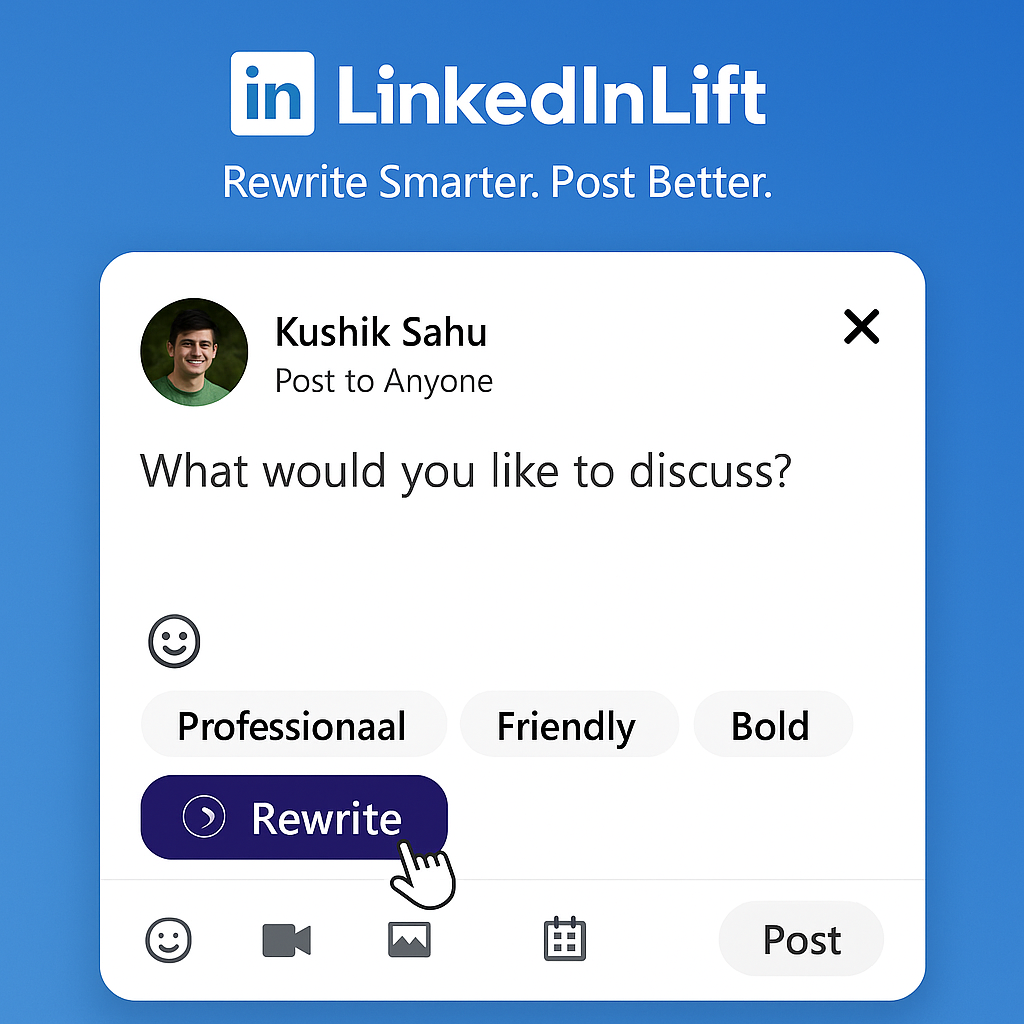 in LinkedInLift
Rewrite Smarter. Post Better.
Kushik Sahu
Post to Anyone
What would you like to discuss?
Professionaal Friendly Bold
Rewrite
Post